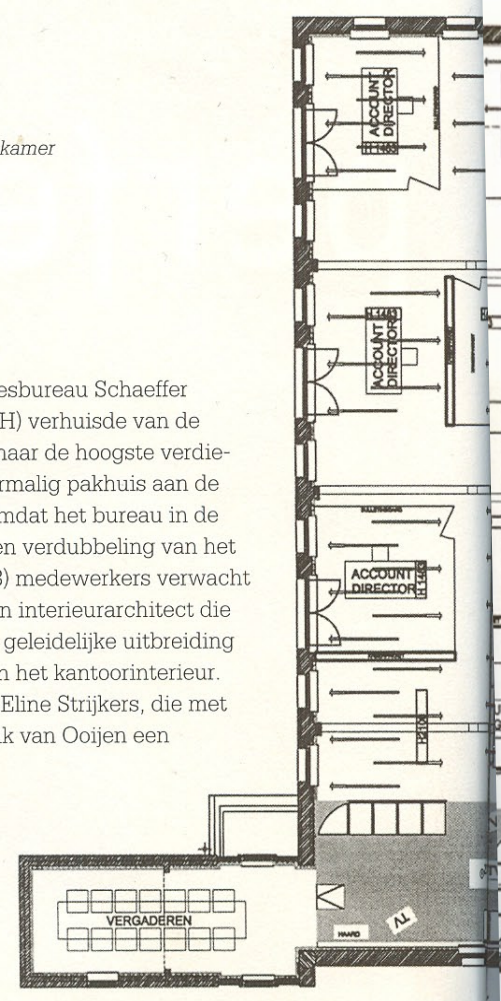 kamer
esbureau Schaeffer
H) verhuisde van de
naar de hoogste verdie-
rmalig pakhuis aan de
mdat het bureau in de
en verdubbeling van het
) medewerkers verwacht
n interieurarchitect die
geleidelijke uitbreiding
n het kantoorinterieur.
Eline Strijkers, die met
k van Ooijen een
ACCOUNT
DIRECTOR
ACCOUNT
DIRECTOR
ACCOUNT
DIRECTOR
VERGADEREN
HAARD
TV